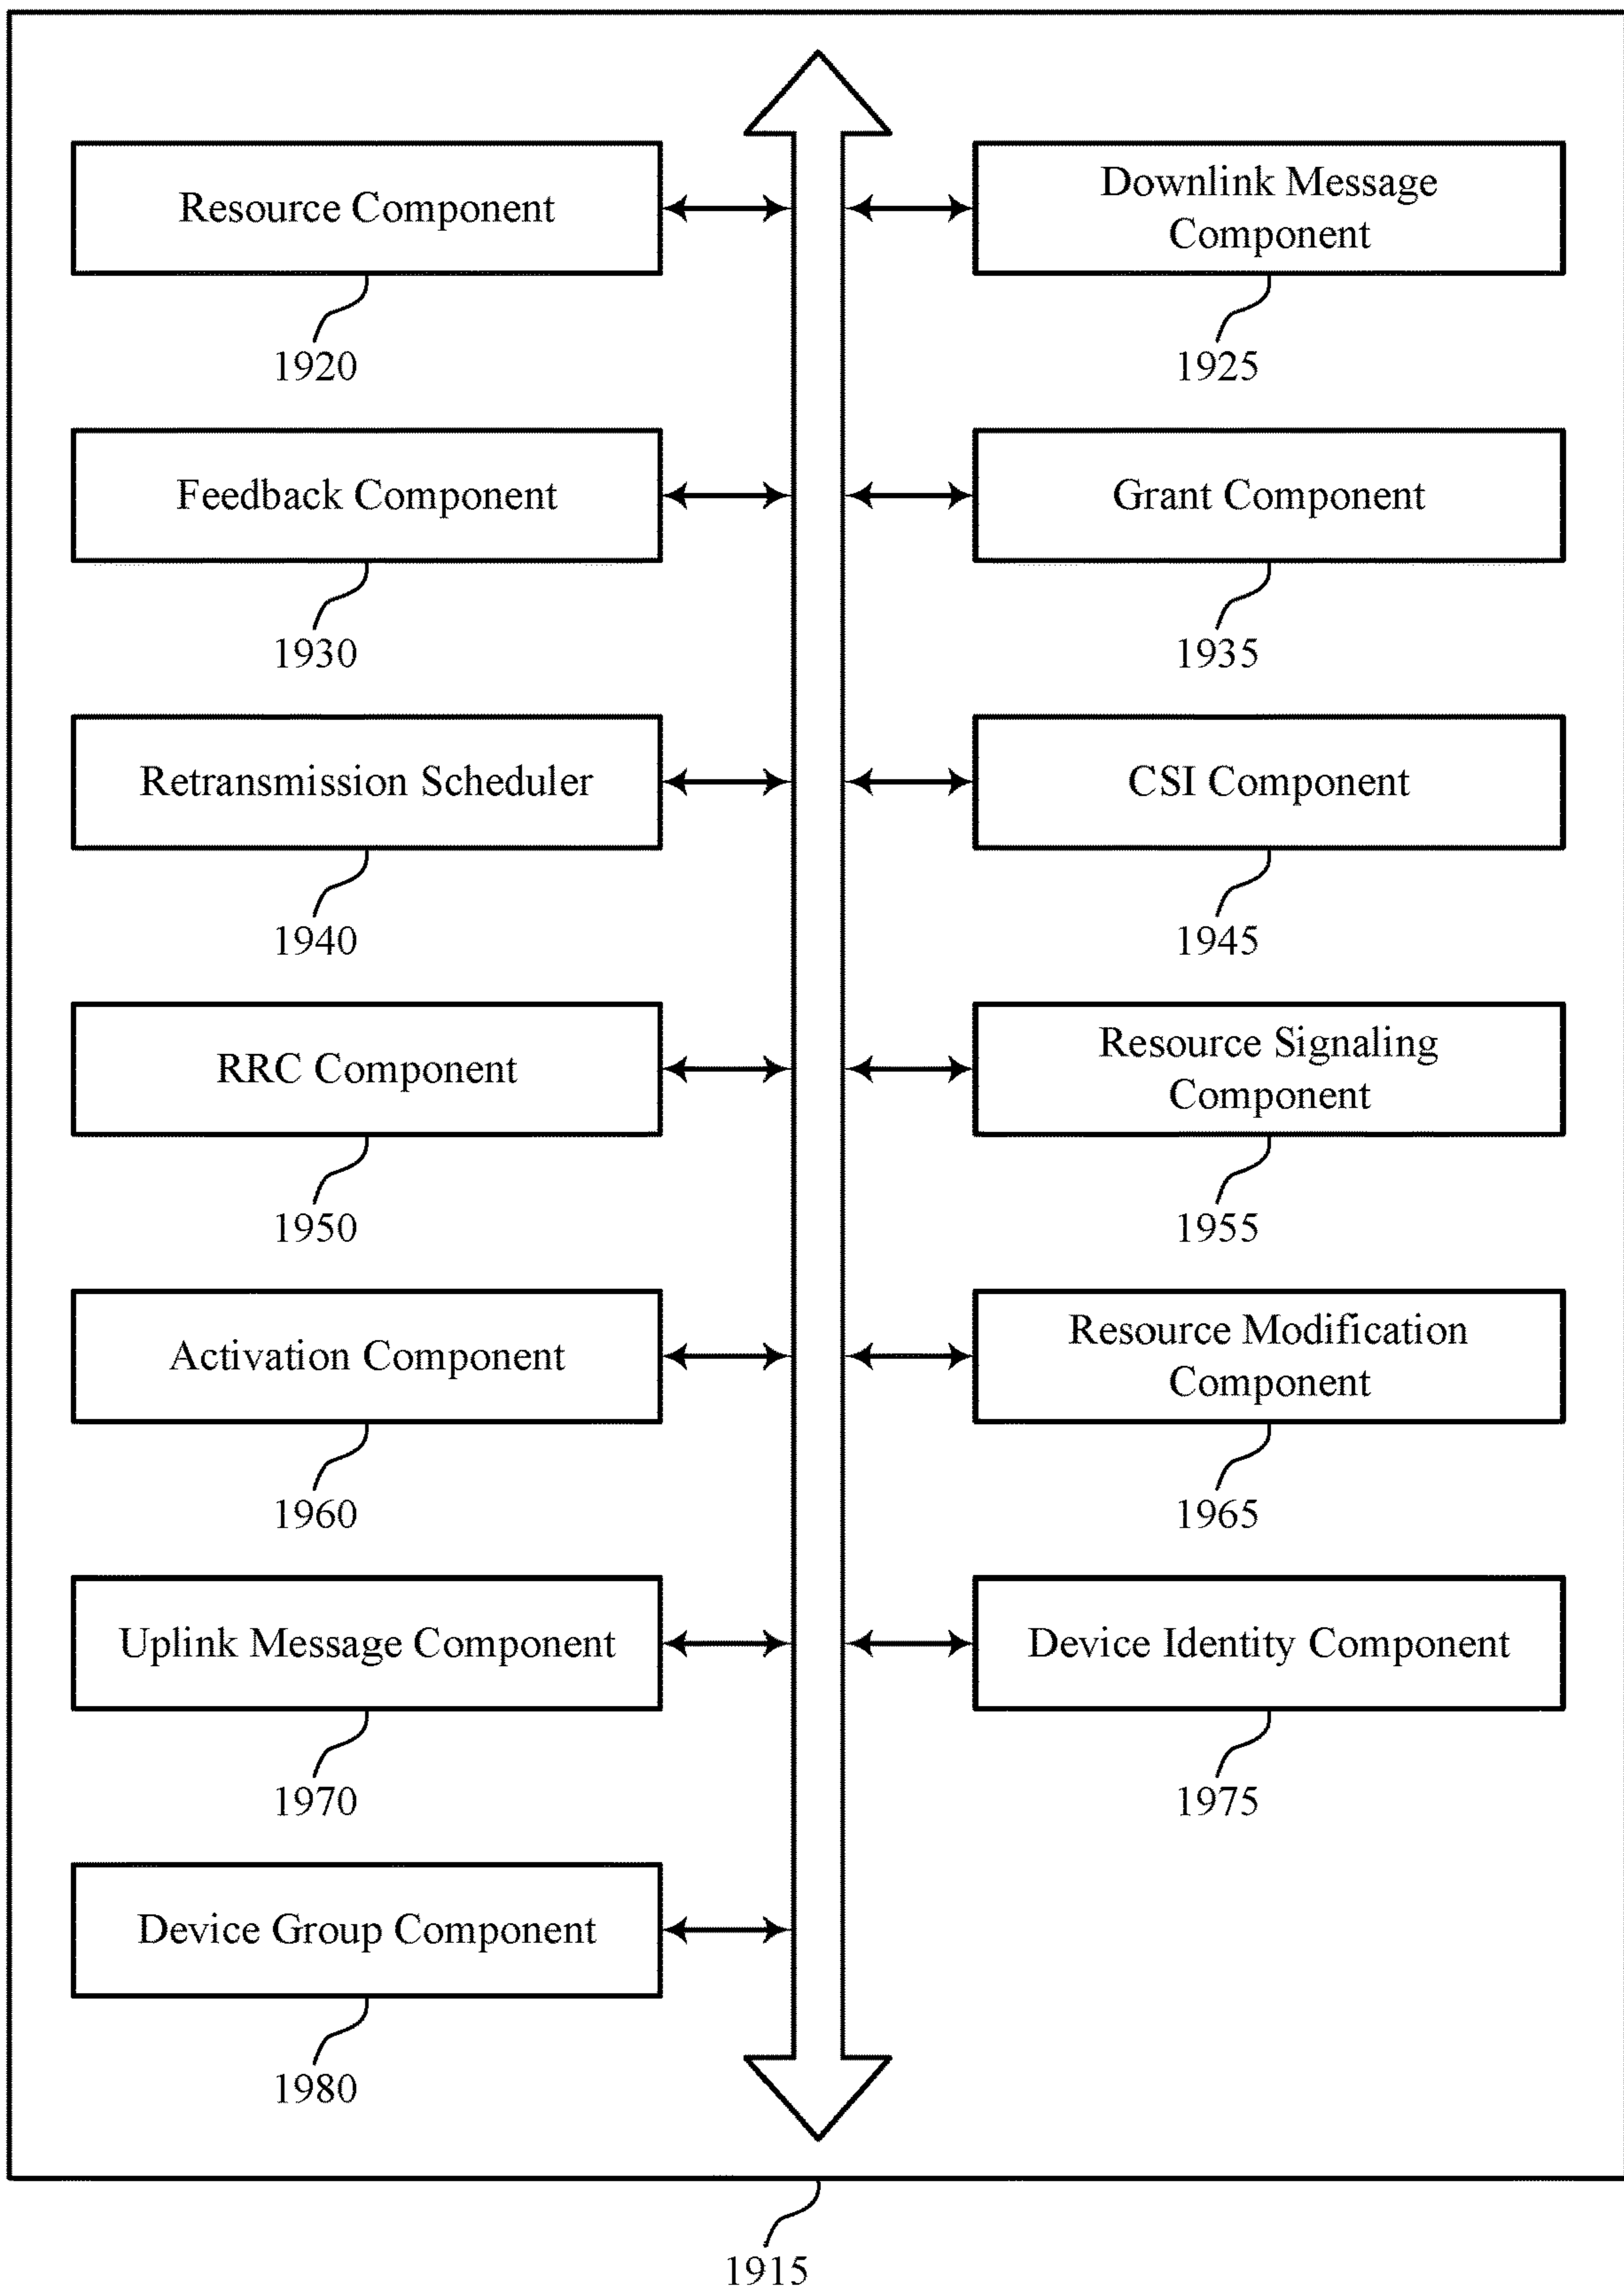 Resource Component
1920
Downlink Message
Component
1925
Feedback Component
1930
Grant Component
1935
Retransmission Scheduler
1940
CSI Component
1945
RRC Component
1950
Resource Signaling
Component
1955
Activation Component
1960
Resource Modification
Component
1965
Uplink Message Component
1970
Device Identity Component
1975
Device Group Component
1980
1915